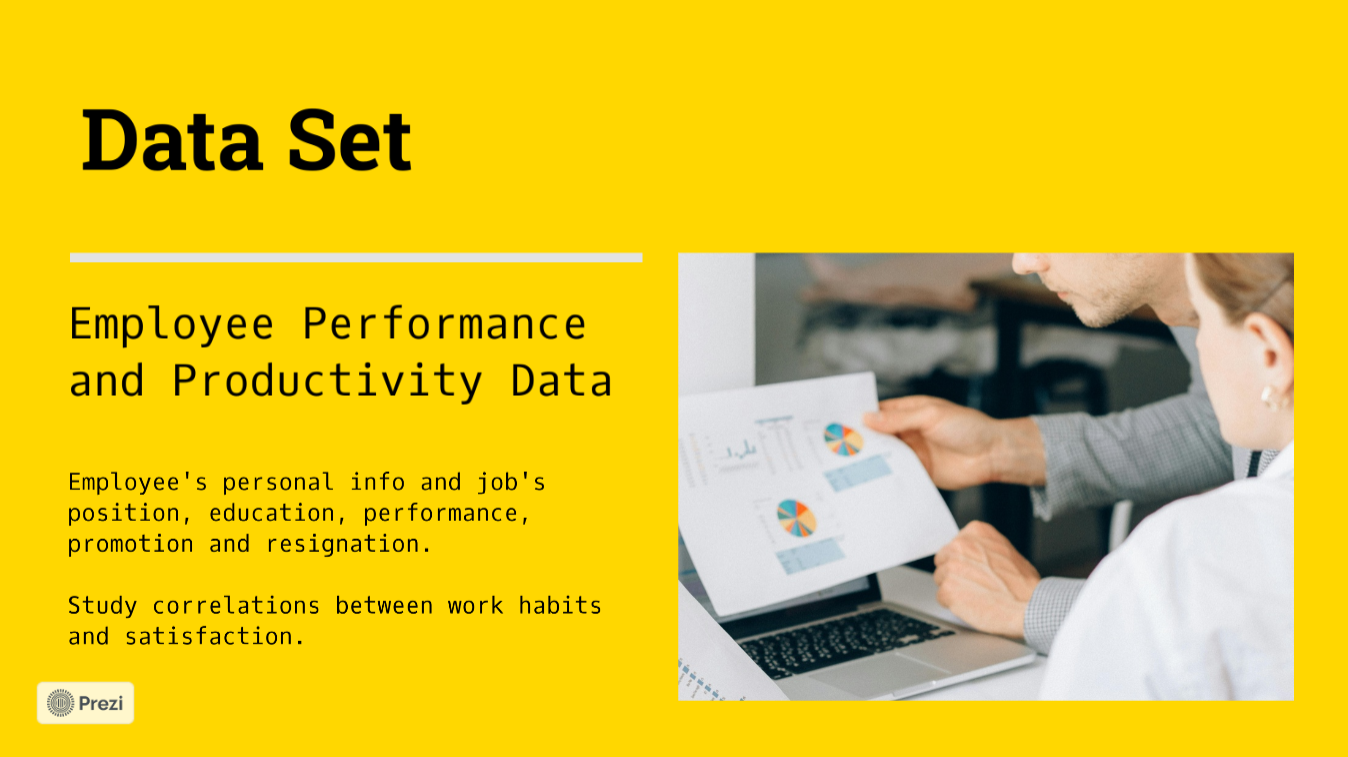 Data Set
Employee Performance
and Productivity Data
Employee's personal info and job's
position, education, performance,
promotion and resignation.
Study correlations between work habits
and satisfaction.
Prezi